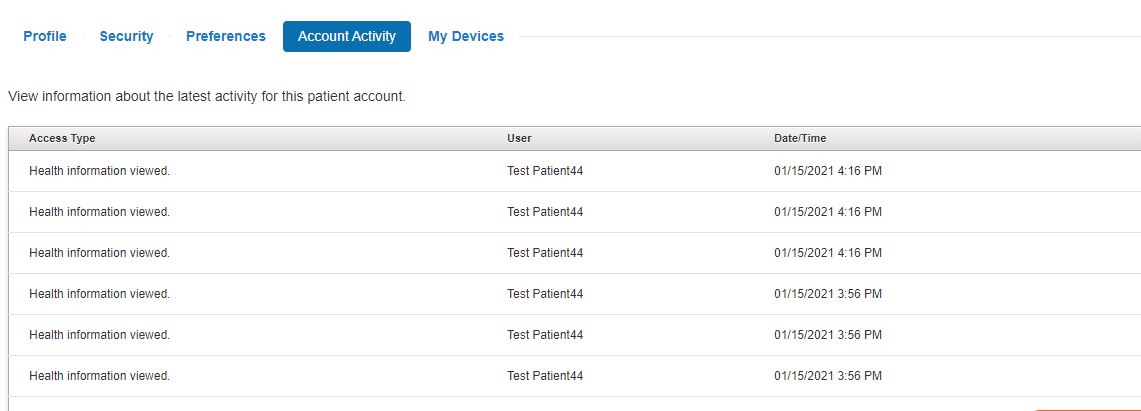 Profile Security Preferences Account Activity My Devices
View information about the latest activity for this patient account.
Access Type User Date/Time
Health information viewed. Test Patient44 01/15/2021 4:16 PM
Health information viewed. Test Patient44 01/15/2021 4:16 PM
Health information viewed. Test Patient44 01/15/2021 4:16 PM
Health information viewed. Test Patient44 01/15/2021 3:56 PM
Health information viewed. Test Patient44 01/15/2021 3:56 PM
Health information viewed. Test Patient44 01/15/2021 3:56 PM